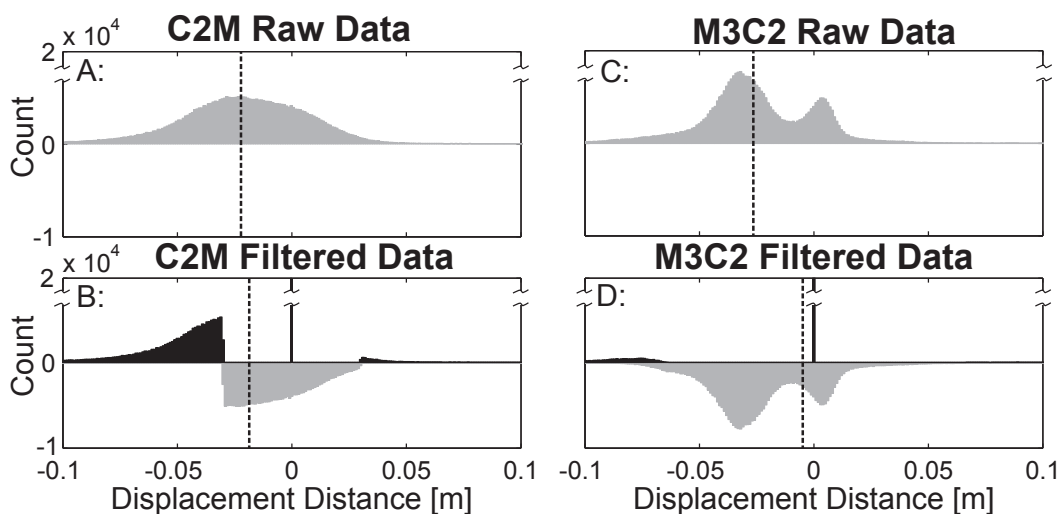 C2M Raw Data
x 10⁴
2
A:
0
-1
Count
M3C2 Raw Data
C:
C2M Filtered Data
x 10⁴
2
B:
0
-1
Count
-0.1 -0.05 0 0.05 0.1
Displacement Distance [m]
M3C2 Filtered Data
D:
-0.1 -0.05 0 0.05 0.1
Displacement Distance [m]